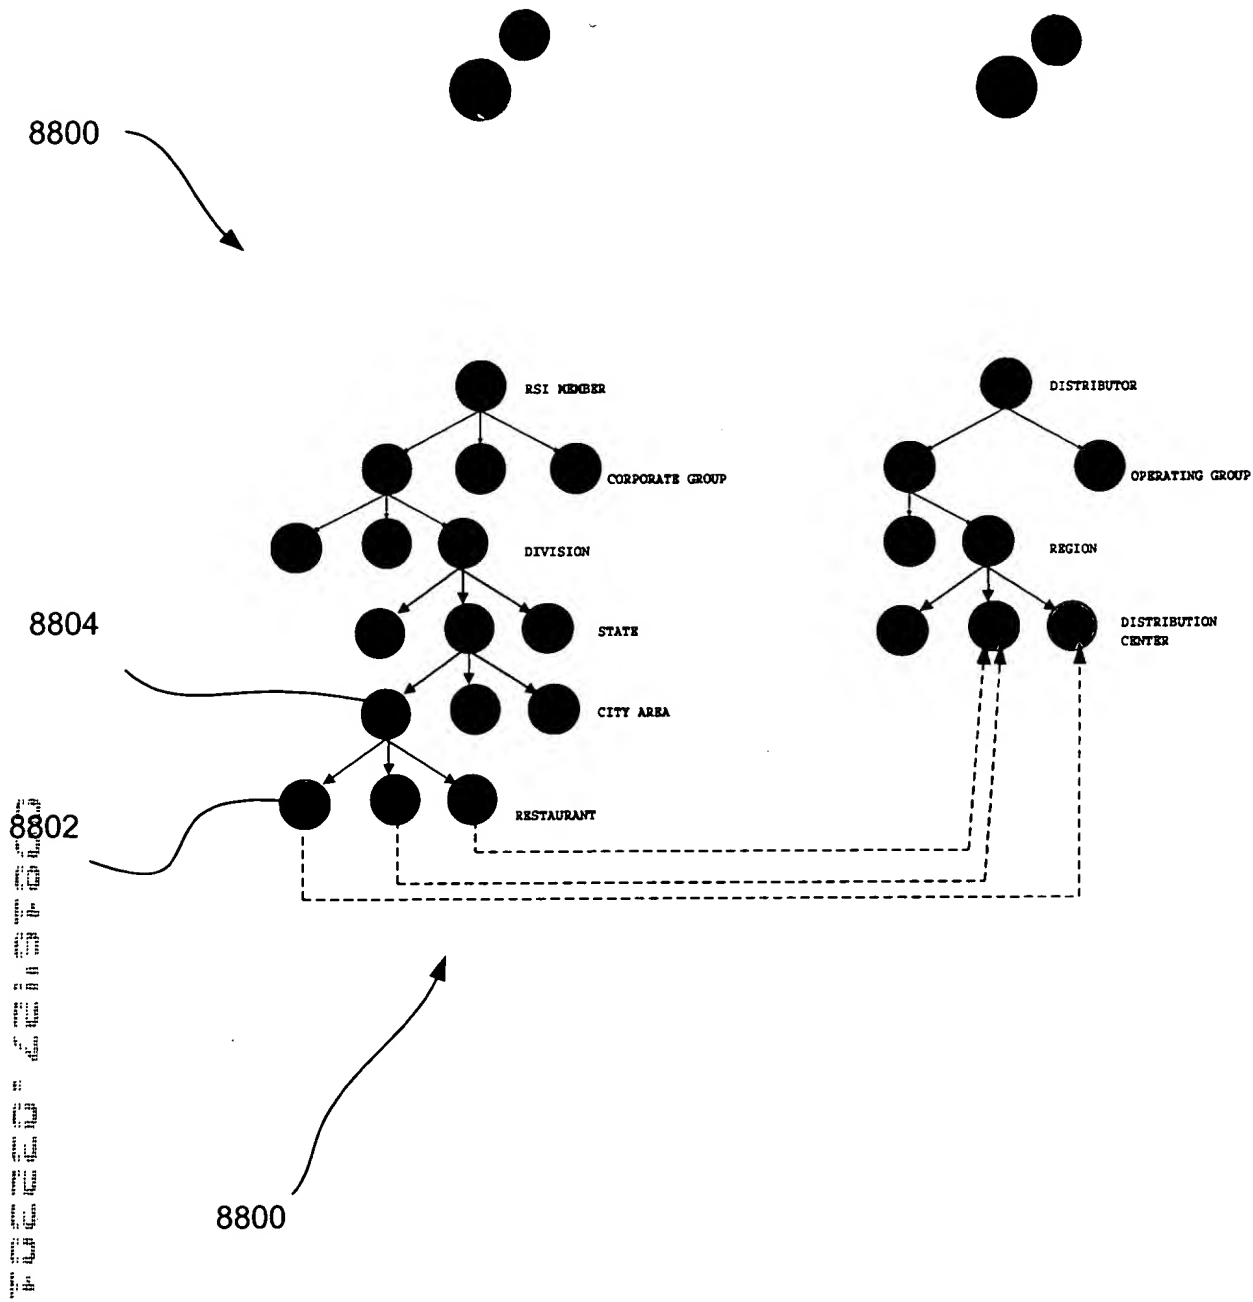 8800
RSI MEMBER
DISTRIBUTOR
CORPORATE GROUP
OPERATING GROUP
DIVISION
REGION
8804
STATE
DISTRIBUTION
CENTER
CITY AREA
8802
RESTAURANT
8800